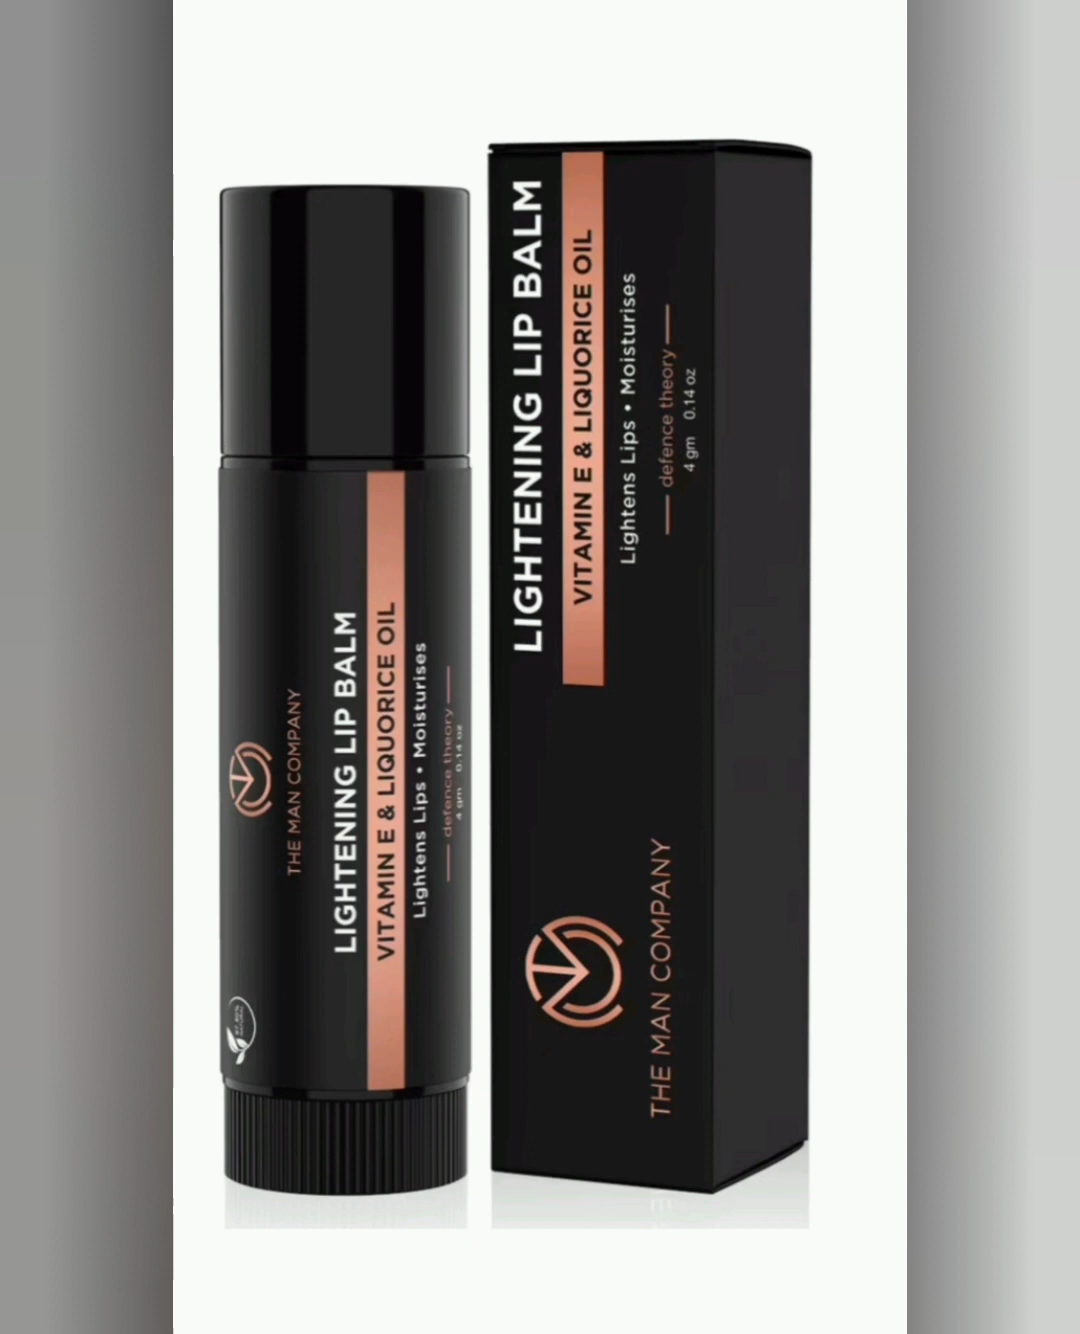 THE MAN COMPANY
LIGHTENING LIP BALM
VITAMIN E & LIQUORICE OIL
Lightens Lips • Moisturises
defence theory
4 gm 0.14 oz
LIGHTENING LIP BALM
VITAMIN E & LIQUORICE OIL
Lightens Lips • Moisturises
defence theory
4 gm 0.14 oz
THE MAN COMPANY